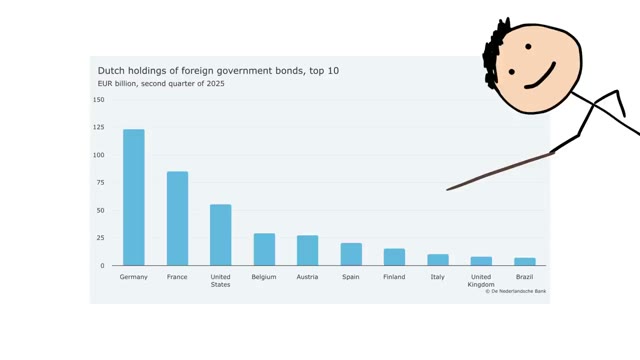 Dutch holdings of foreign government bonds, top 10
EUR billion, second quarter of 2025
150
125
100
75
50
25
0
Germany France United States Belgium Austria Spain Finland Italy United Kingdom Brazil
© De Nederlandsche Bank